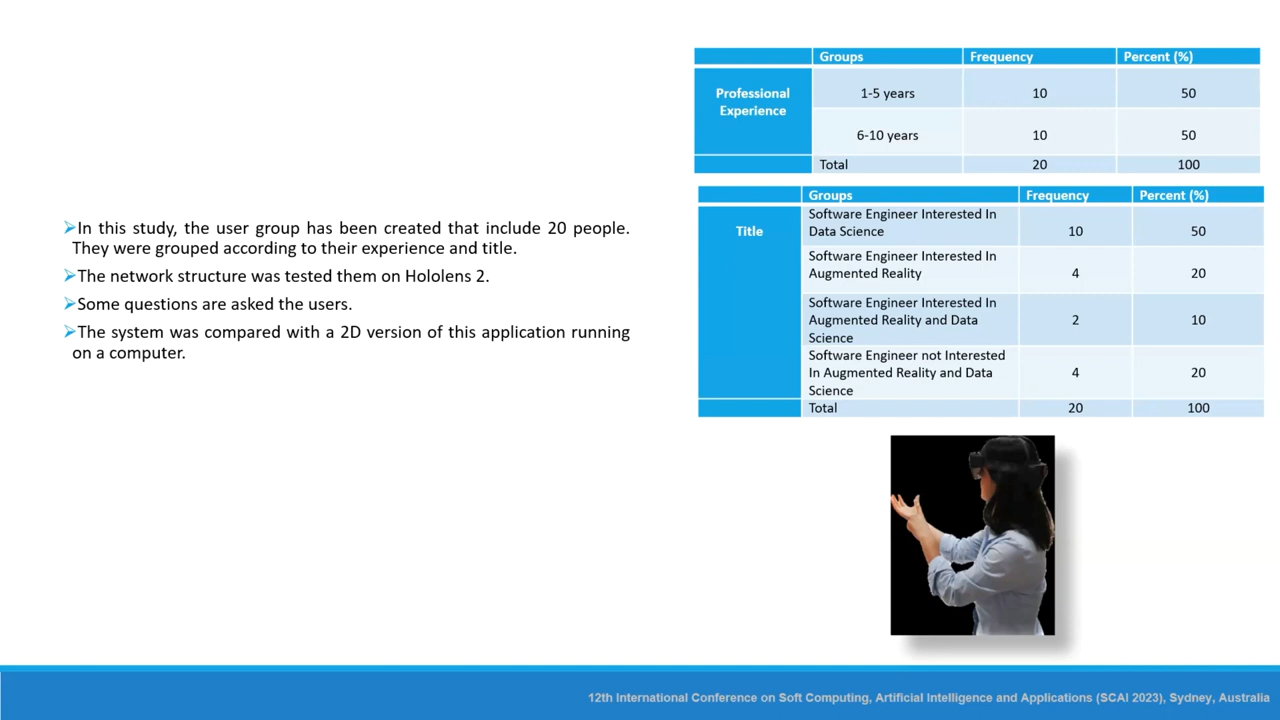 ➢In this study, the user group has been created that include 20 people.
They were grouped according to their experience and title.
➢The network structure was tested them on Hololens 2.
➢Some questions are asked the users.
➢The system was compared with a 2D version of this application running
on a computer.
Groups Frequency Percent (%)
Professional
Experience
1-5 years 10 50
6-10 years 10 50
Total 20 100
Groups Frequency Percent (%)
Title
Software Engineer Interested In
Data Science 10 50
Software Engineer Interested In
Augmented Reality 4 20
Software Engineer Interested In
Augmented Reality and Data 2 10
Science
Software Engineer not Interested
In Augmented Reality and Data 4 20
Science
Total 20 100
12th International Conference on Soft Computing, Artificial Intelligence and Applications (SCAI 2023), Sydney, Australia